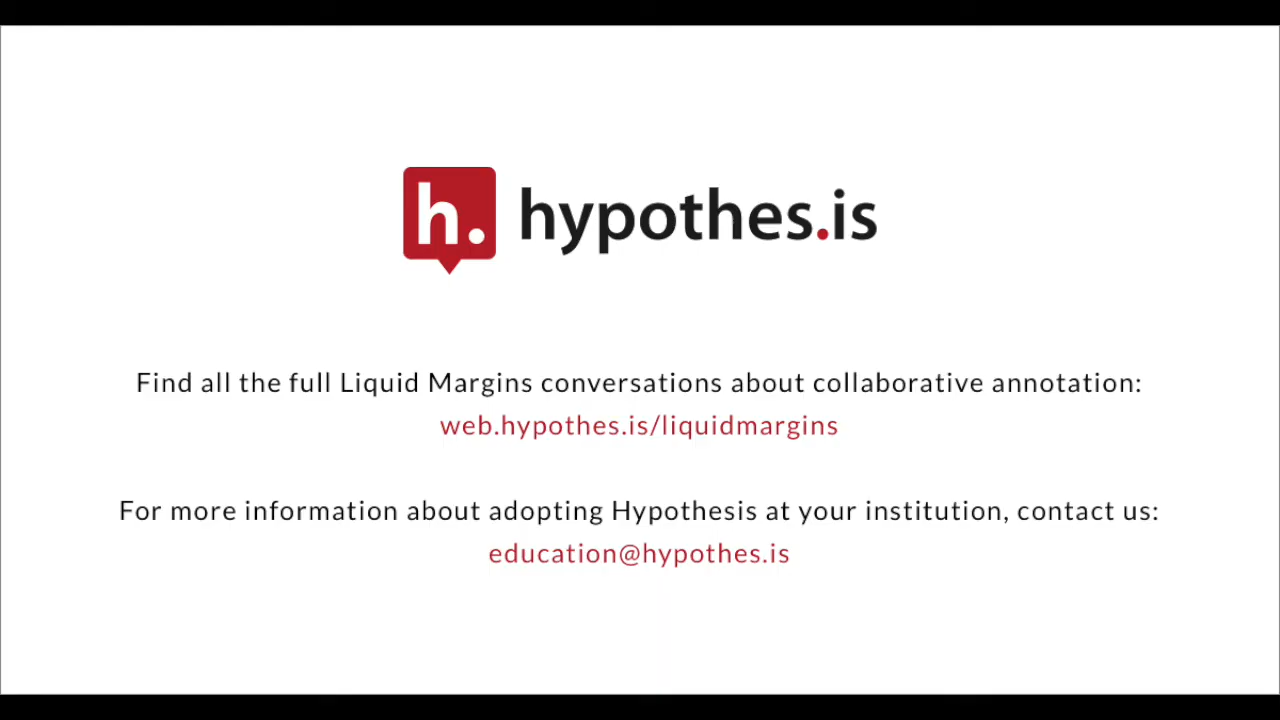 h. hypothes.is
Find all the full Liquid Margins conversations about collaborative annotation:
web.hypothes.is/liquidmargins
For more information about adopting Hypothesis at your institution, contact us:
education@hypothes.is